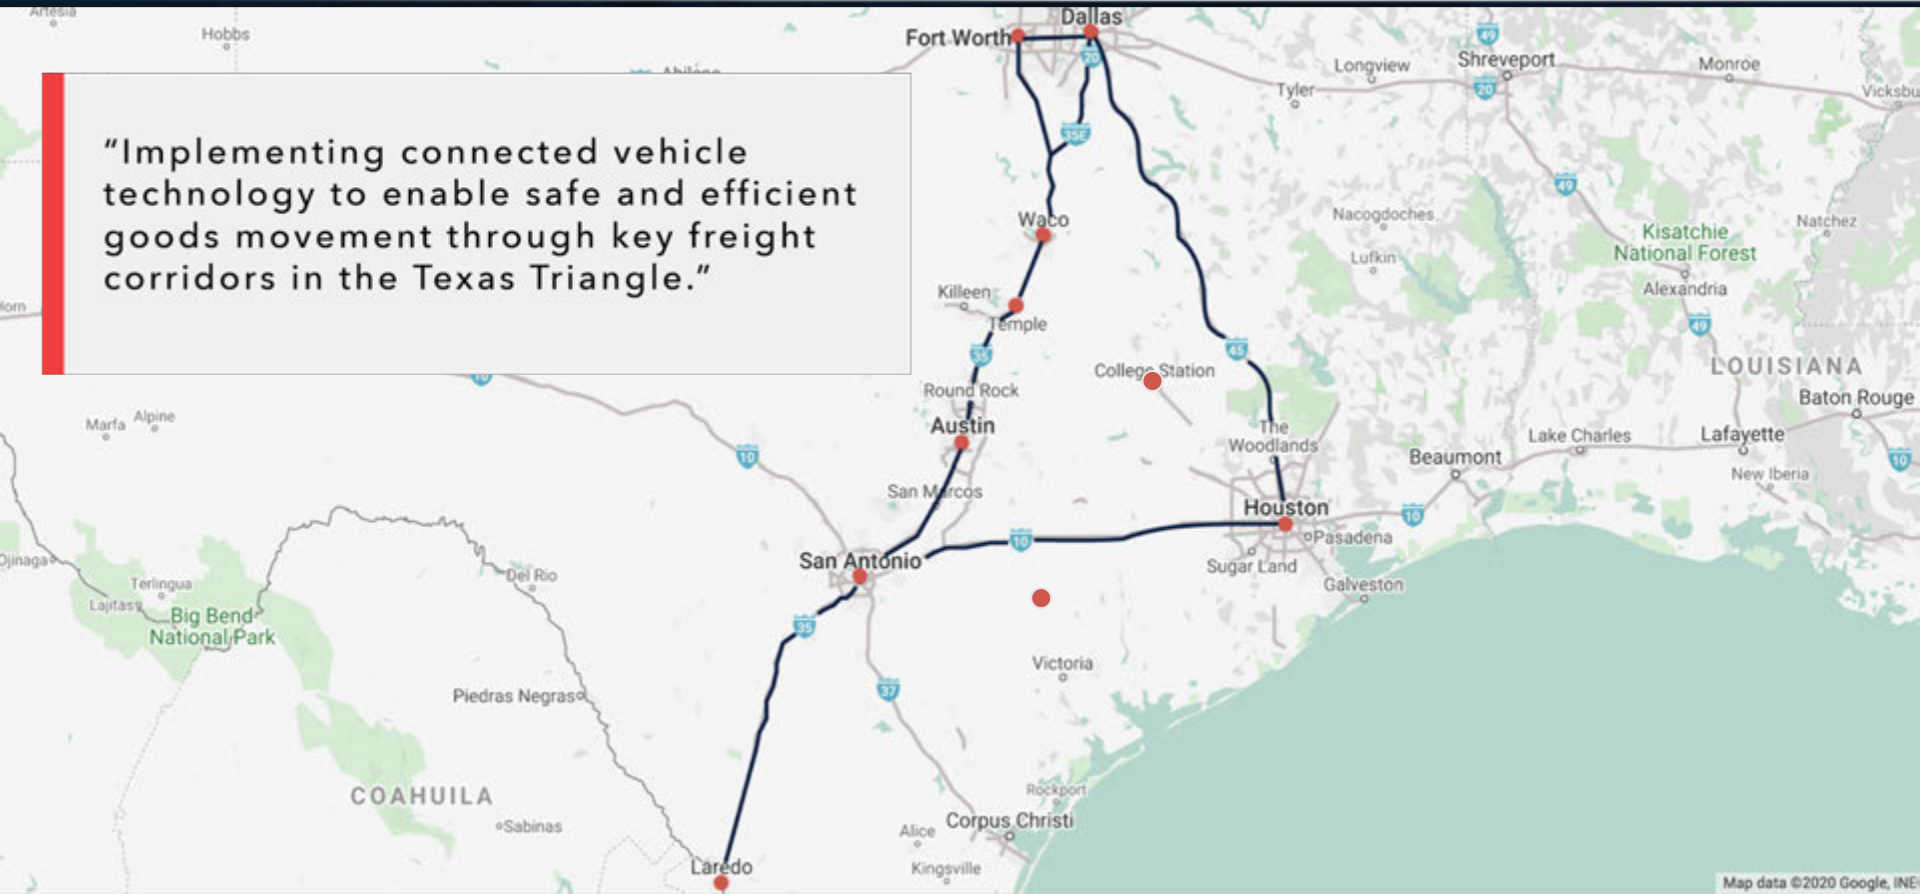 Artesia
Hobbs
Abilene
Dallas
Fort Worth
20
35E
Longview
Tyler
49
Shreveport
20
Monroe
“Implementing connected vehicle
technology to enable safe and efficient
goods movement through key freight
corridors in the Texas Triangle.”
Waco
49
Nacogdoches
Lufkin
Kisatchie
National Forest
Natchez
Alexandria
Killeen
Temple
49
35
45
College Station
LOUISIANA
Round Rock
Baton Rouge
10
Marfa
Alpine
Austin
The
Woodlands
Lake Charles
Lafayette
10
Beaumont
10
New Iberia
San Marcos
Houston
10
10
Pasadena
San Antonio
Ojinaga
Sugar Land
Terlingua
Del Rio
Galveston
Lajitas
Big Bend
National Park
35
Victoria
Piedras Negras
37
COAHUILA
Rockport
Sabinas
Alice
Corpus Christi
Laredo
Kingsville
Map data ©2020 Google, INE